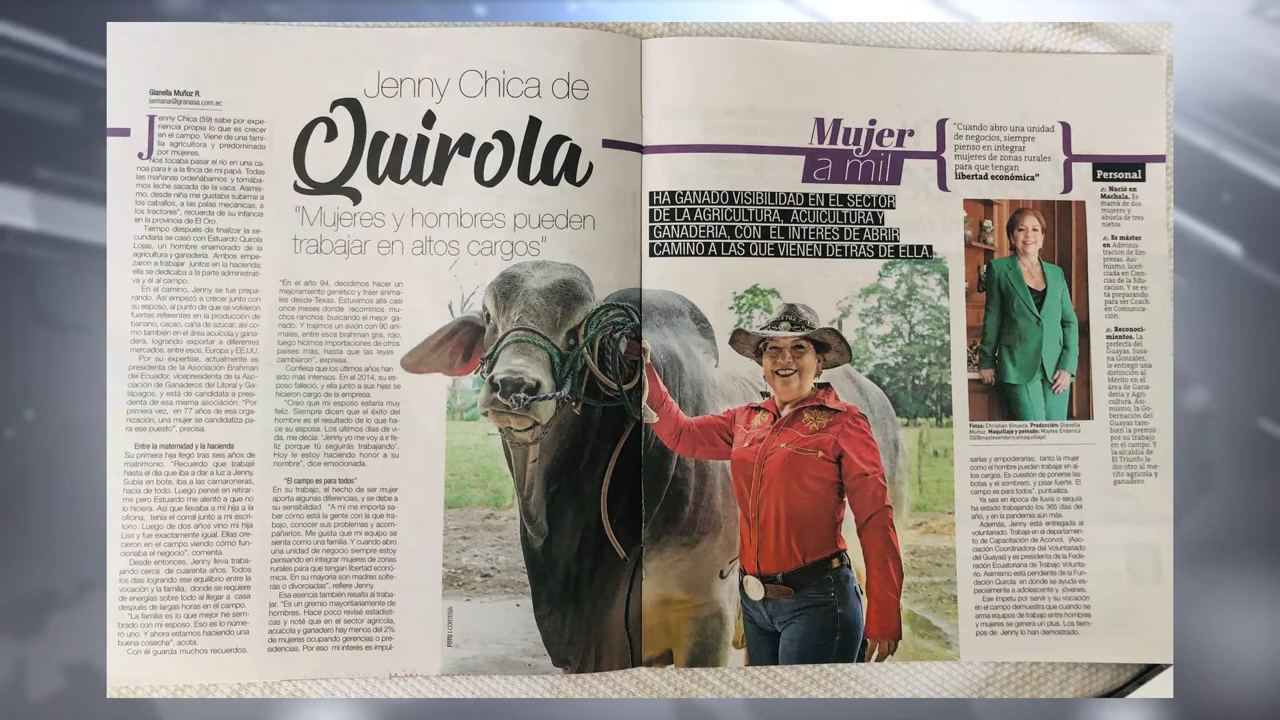 Gianella Muñoz R.
semana@granasa.com.ec
Jenny Chica (59) sabe por expe-
riencia propia lo que es crecer
en el campo. Viene de una fami-
lia agricultora y predominada
por mujeres.
"Nos tocaba pasar el río en una ca-
noa para ir a la finca de mi papá. Todas
las mañanas ordeñábamos y tomába-
mos leche sacada de la vaca. Asimis-
mo, desde niña me gustaba subirme a
los caballos, a las palas mecánicas, a
los tractores", recuerda de su infancia
en la provincia de El Oro.
Tiempo después de finalizar la se-
cundaria se casó con Estuardo Quirola
Lojas, un hombre enamorado de la
agricultura y ganadería. Ambos empe-
zaron a trabajar juntos en la hacienda;
ella se dedicaba a la parte administrati-
va y él al campo.
En el camino, Jenny se fue prepa-
rando. Así empezó a crecer junto con
su esposo, al punto de que se volvieron
fuertes referentes en la producción de
banano, cacao, caña de azúcar; así co-
mo también en el área acuícola y gana-
dera, logrando exportar a diferentes
mercados, entre esos, Europa y EE.UU.
Por su expertise, actualmente es
presidenta de la Asociación Brahman
del Ecuador, vicepresidenta de la Aso-
ciación de Ganaderos del Litoral y Ga-
lápagos, y está de candidata a presi-
denta de esa misma asociación. "Por
primera vez, en 77 años de esa orga-
nización, una mujer se candidatiza pa-
ra ese puesto", precisa.
Entre la maternidad y la hacienda
Su primera hija llegó tras seis años de
matrimonio. "Recuerdo que trabajé
hasta el día que iba a dar a luz a Jenny.
Subía en bote, iba a las camaroneras,
hacía de todo. Luego pensé en retirar-
me pero Estuardo me alentó a que no
lo hiciera. Así que llevaba a mi hija a la
oficina, tenía el corral junto a mi escri-
torio. Luego de dos años vino mi hija
Liss y fue exactamente igual. Ellas cre-
cieron en el campo viendo cómo fun-
cionaba el negocio", comenta.
Desde entonces, Jenny lleva traba-
jando cerca de cuarenta años. Todos
los días logrando ese equilibrio entre la
vocación y la familia, donde se requiere
de energías sobre todo al llegar a casa
después de largas horas en el campo.
"La familia es lo que mejor he sem-
brado con mi esposo. Eso es lo núme-
ro uno. Y ahora estamos haciendo una
buena cosecha", acota.
Con él guarda muchos recuerdos.
Jenny Chica de
Quirola
"Mujeres y hombres pueden
trabajar en altos cargos"
"En el año 94, decidimos hacer un
mejoramiento genético y traer anima-
les desde Texas. Estuvimos allá casi
once meses donde recorrimos mu-
chos ranchos buscando el mejor ga-
nado. Y trajimos un avión con 90 ani-
males, entre esos brahman gris, rojo,
luego hicimos importaciones de otros
países más, hasta que las leyes
cambiaron", expresa.
Confiesa que los últimos años han
sido más intensos. En el 2014, su es-
poso falleció, y ella junto a sus hijas se
hicieron cargo de la empresa.
"Creo que mi esposo estaría muy
feliz. Siempre dicen que el éxito del
hombre es el resultado de lo que ha-
ce su esposa. Los últimos días de vi-
da, me decía: 'Jenny yo me voy a ir fe-
liz porque tú seguirás trabajando'.
Hoy le estoy haciendo honor a su
nombre", dice emocionada.
"El campo es para todos"
En su trabajo, el hecho de ser mujer
aporta algunas diferencias, y se debe a
su sensibilidad. "A mí me importa sa-
ber cómo está la gente con la que tra-
bajo, conocer sus problemas y acom-
pañarlos. Me gusta que mi equipo se
sienta como una familia. Y cuando abro
una unidad de negocio siempre estoy
pensando en integrar mujeres de zonas
rurales para que tengan libertad econó-
mica. En su mayoría son madres solte-
ras o divorciadas", refiere Jenny.
Esa esencia también resalta al traba-
jar. "Es un gremio mayoritariamente de
hombres. Hace poco revisé estadísti-
cas y noté que en el sector agrícola,
acuícola y ganadero hay menos del 2%
de mujeres ocupando gerencias o pre-
sidencias. Por eso mi interés es impul-
FOTO I CORTESÍA
Mujer
a mil
HA GANADO VISIBILIDAD EN EL SECTOR
DE LA AGRICULTURA, ACUICULTURA Y
GANADERIA, CON EL INTERÉS DE ABRIR
CAMINO A LAS QUE VIENEN DETRÁS DE ELLA.
"Cuando abro una unidad
de negocios, siempre
pienso en integrar
mujeres de zonas rurales
para que tengan
libertad económica"
Fotos: Christian Vinueza. Producción: Gianella
Muñoz. Maquillaje y peinado: Maylee Enderica
(IG@mayleeendericamaquillaje)
sarlas y empoderarlas; tanto la mujer
como el hombre pueden trabajar en al-
tos cargos. Es cuestión de ponerse las
botas y el sombrero, y pisar fuerte. El
campo es para todos", puntualiza.
Ya sea en época de lluvia o sequía
ha estado trabajando los 365 días del
año, y en la pandemia aún más.
Además, Jenny está entregada al
voluntariado. Trabaja en el departamen-
to de Capacitación de Acorvol, (Aso-
ciación Coordinadora del Voluntariado
del Guayas) y es presidenta de la Fede-
ración Ecuatoriana de Trabajo Volunta-
rio. Asimismo está pendiente de la Fun-
dación Quirola en donde se ayuda es-
pecialmente a adolescentes y jóvenes.
Ese ímpetu por servir y su vocación
en el campo demuestra que cuando se
arma equipos de trabajo entre hombres
y mujeres se genera un plus. Los tiem-
pos de Jenny lo han demostrado.
Personal
Nació en
Machala. Es
mamá de dos
mujeres y
abuela de tres
nietos.
Es máster
en Adminis-
tración de Em-
presas. Asi-
mismo, licen-
ciada en Cien-
cias de la Edu-
cación. Y se es-
tá preparando
para ser Coach
en Comunica-
ción.
Reconoci-
mientos. La
prefecta del
Guayas, Susa-
na González,
le entregó una
distinción al
Mérito en el
área de Gana-
dería y Agri-
cultura. Asi-
mismo, la Go-
bernación del
Guayas tam-
bién la premió
por su trabajo
en el campo. Y
la alcaldía de
El Triunfo le
dio otro al mé-
rito agrícola y
ganadero.